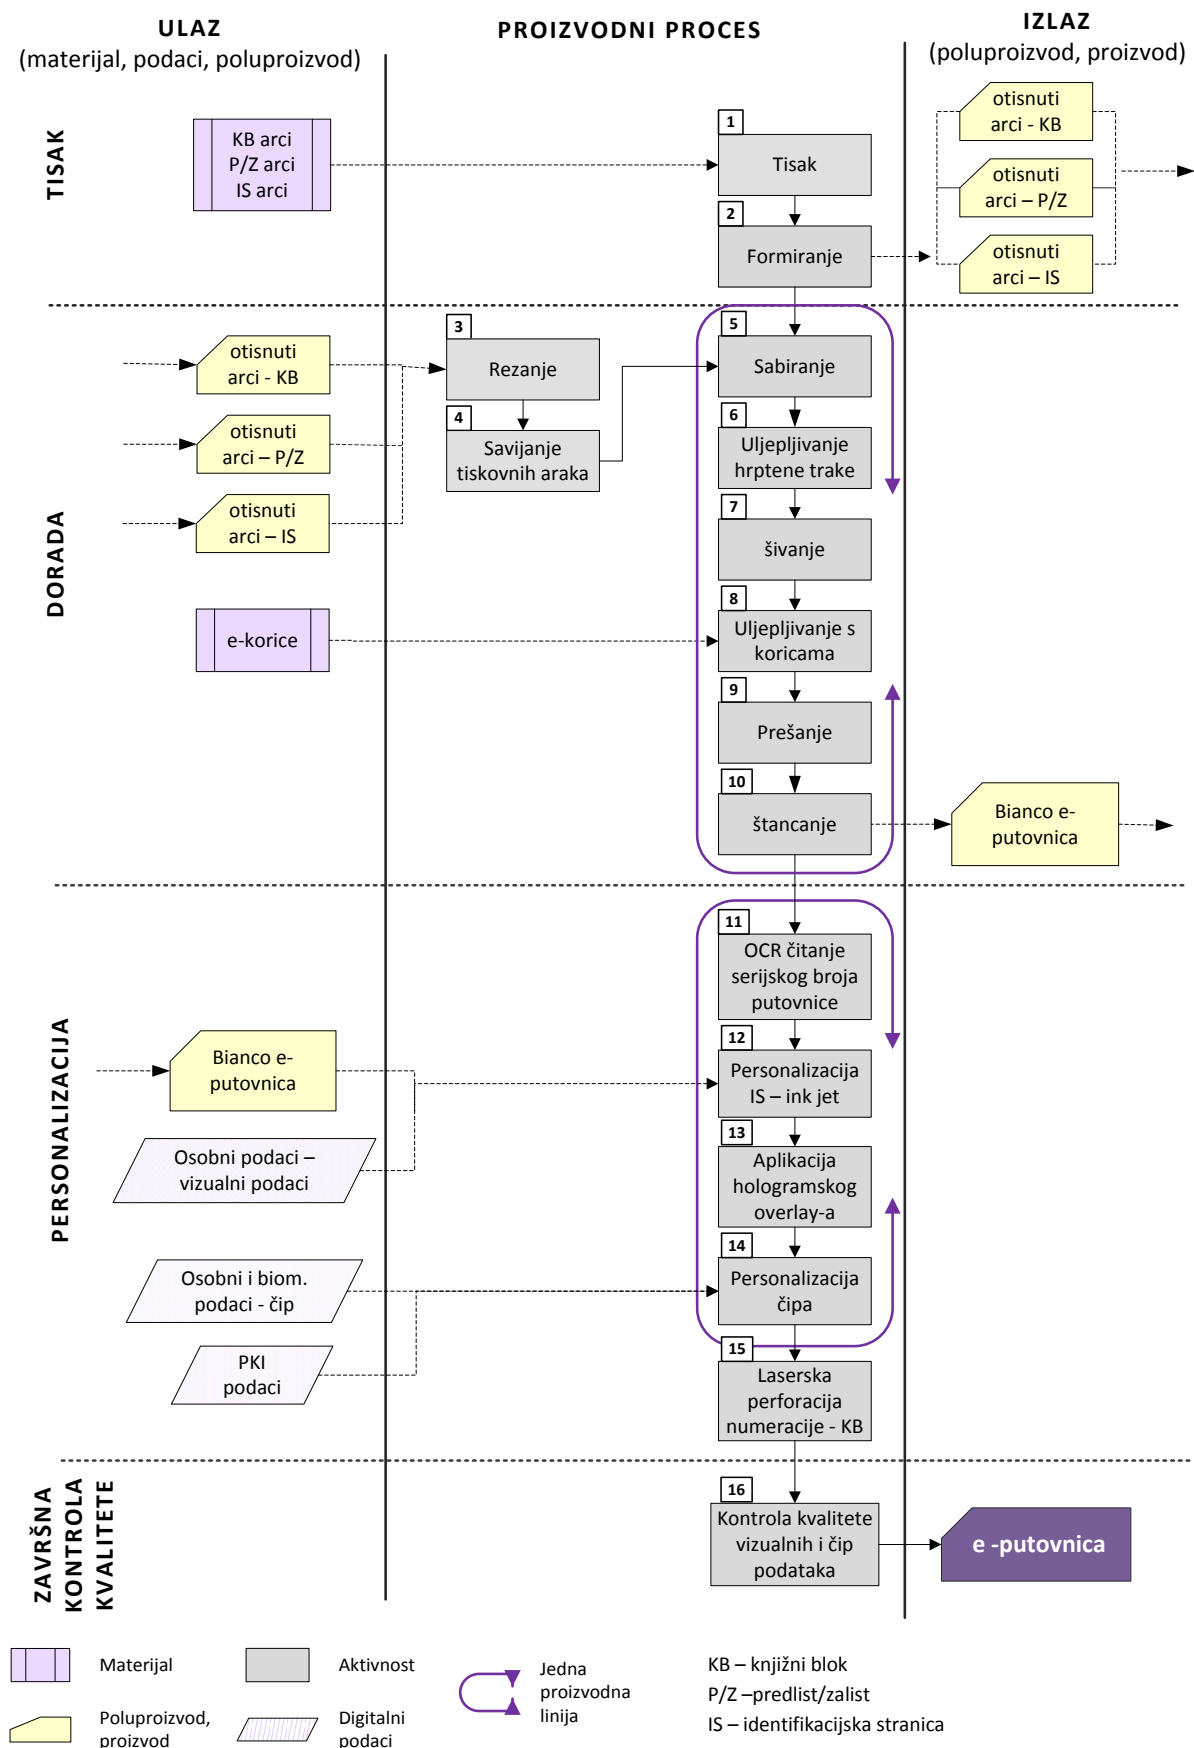 ULAZ
(materijal, podaci, poluproizvod)
PROIZVODNI PROCES
IZLAZ
(poluproizvod, proizvod)
TISAK
KB arci
P/Z arci
IS arci
1
Tisak
2
Formiranje
otisnuti
arci - KB
otisnuti
arci – P/Z
otisnuti
arci – IS
DORADA
otisnuti
arci - KB
otisnuti
arci – P/Z
otisnuti
arci – IS
e-korice
3
Rezanje
4
Savijanje
tiskovnih araka
5
Sabiranje
6
Uljepljivanje
hrptene trake
7
šivanje
8
Uljepljivanje s
koricama
9
Prešanje
10
štancanje
Bianco e-
putovnica
PERSONALIZACIJA
Bianco e-
putovnica
Osobni podaci –
vizualni podaci
Osobni i biom.
podaci - čip
PKI
podaci
11
OCR čitanje
serijskog broja
putovnice
12
Personalizacija
IS – ink jet
13
Aplikacija
hologramskog
overlay-a
14
Personalizacija
čipa
15
Laserska
perforacija
numeracije - KB
ZAVRŠNA
KONTROLA
KVALITETE
16
Kontrola kvalitete
vizualnih i čip
podataka
e -putovnica
Materijal
Aktivnost
Poluproizvod,
proizvod
Digitalni
podaci
Jedna
proizvodna
linija
KB – knjižni blok
P/Z –predlist/zalist
IS – identifikacijska stranica